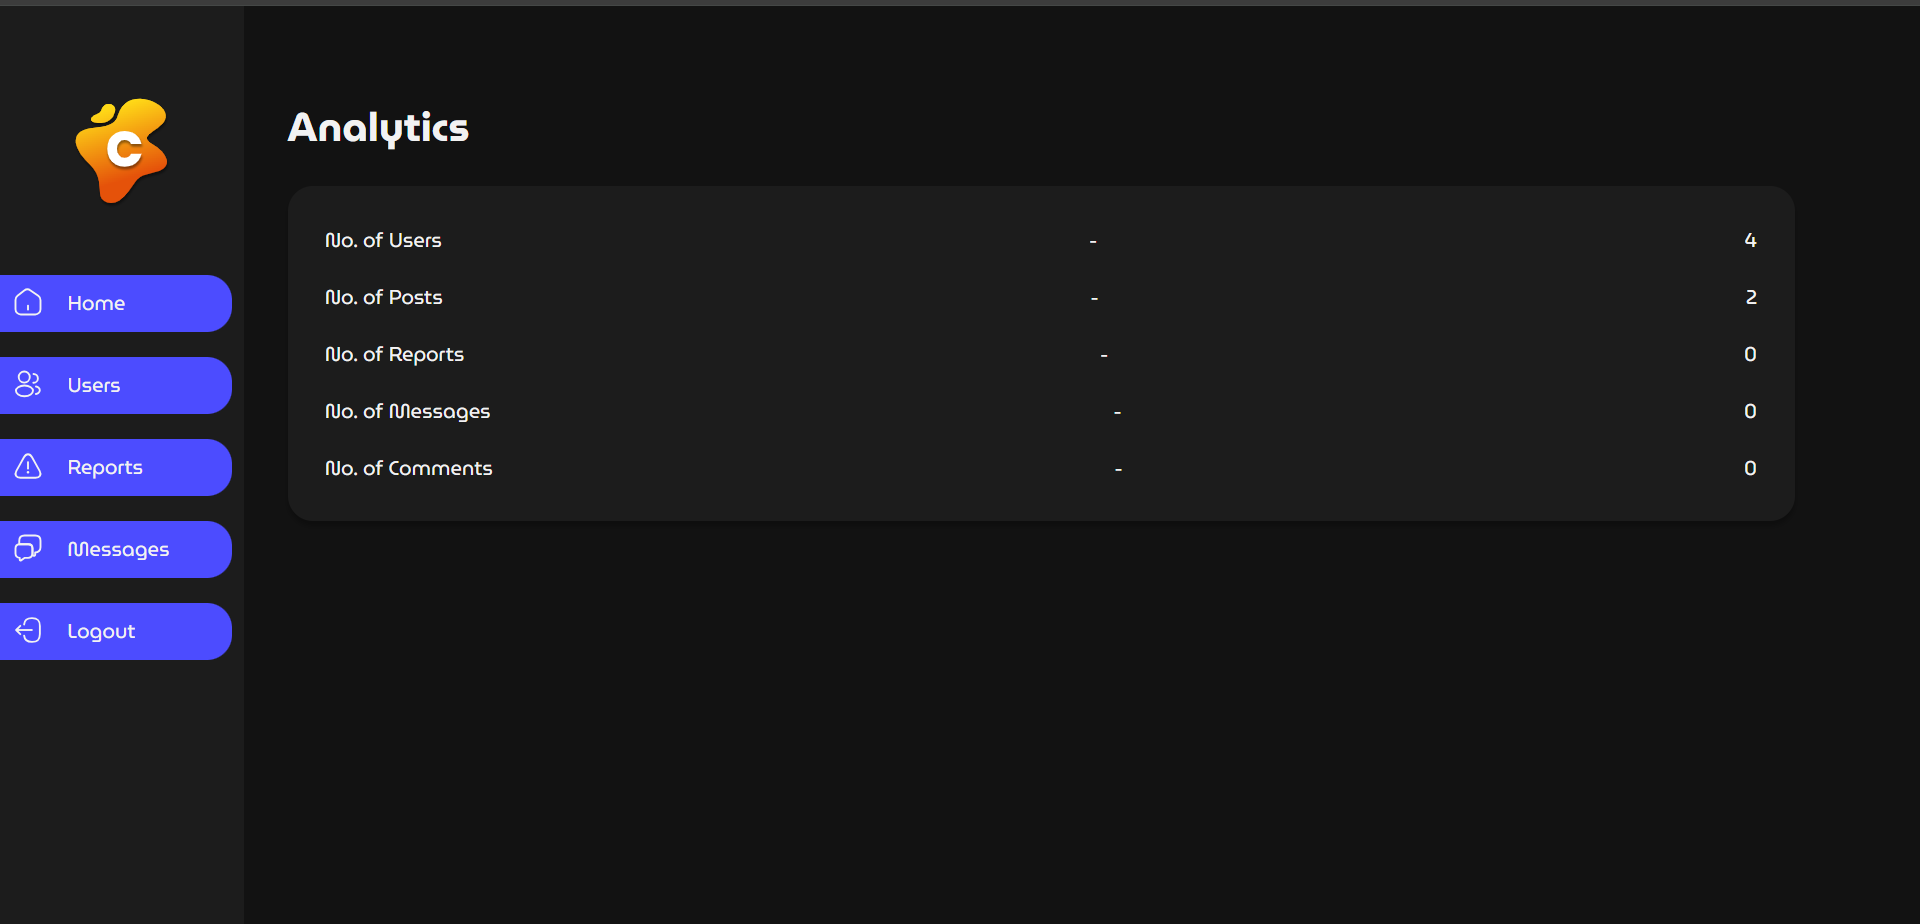 C
Analytics
No. of Users - 4
No. of Posts - 2
No. of Reports - 0
No. of Messages - 0
No. of Comments - 0
Home
Users
Reports
Messages
Logout